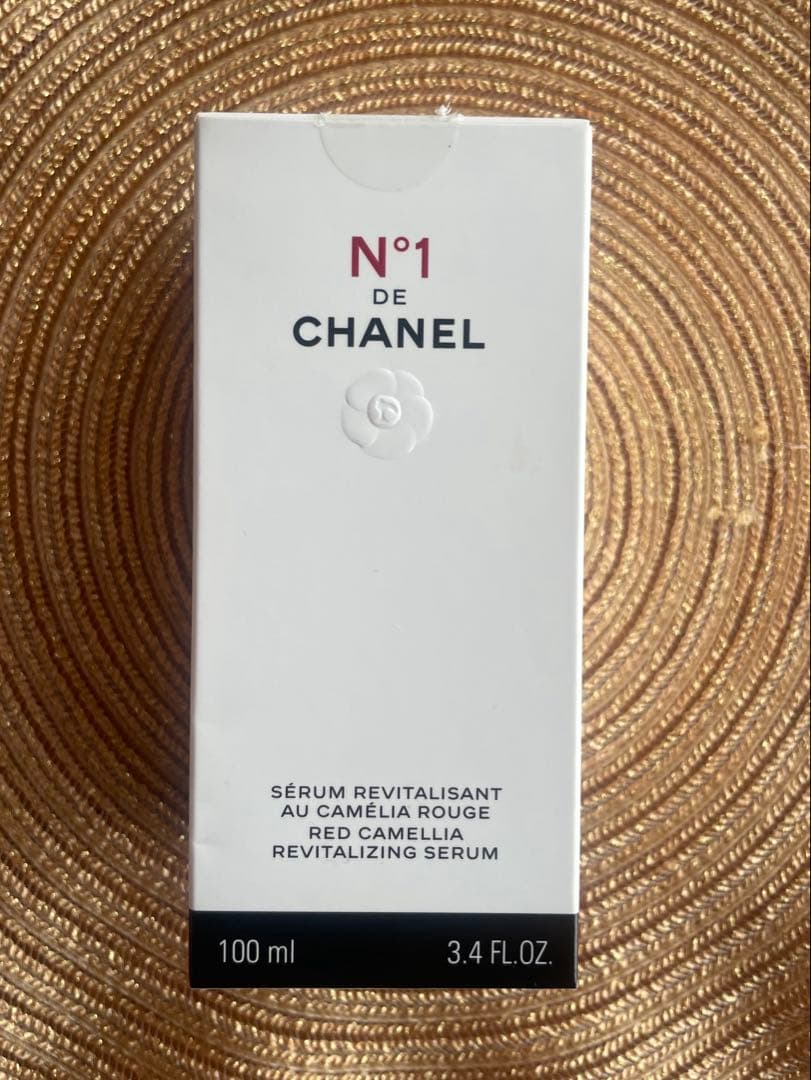 N°1
DE
CHANEL
SÉRUM REVITALISANT
AU CAMÉLIA ROUGE
RED CAMELLIA
REVITALIZING SERUM
100 ml 3.4 FL.OZ.